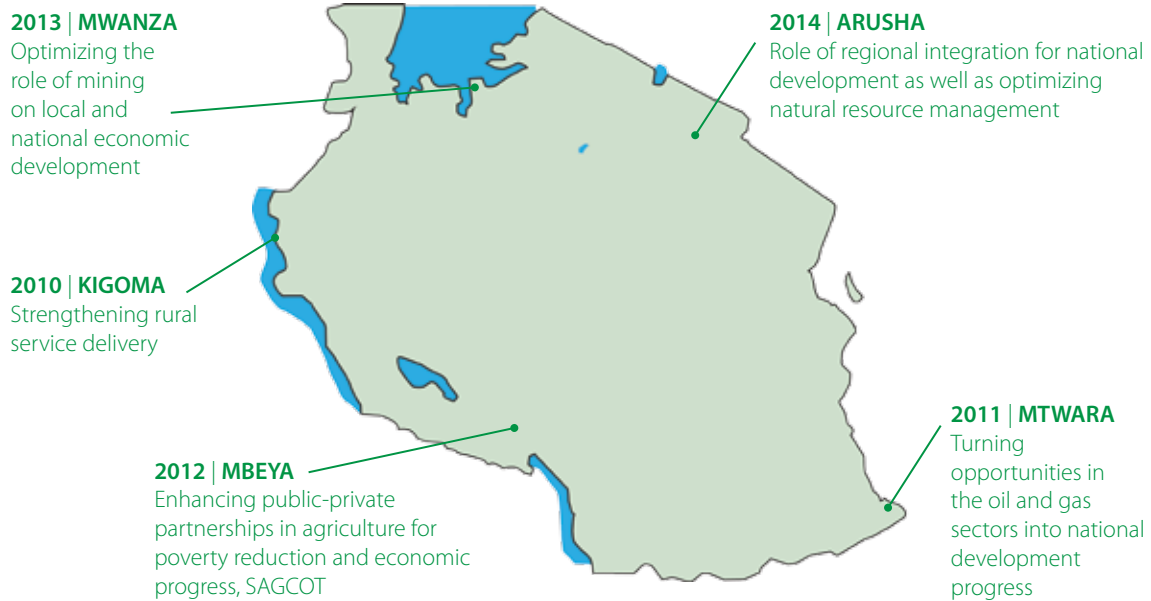 2013 | MWANZA
Optimizing the
role of mining
on local and
national economic
development
2014 | ARUSHA
Role of regional integration for national
development as well as optimizing
natural resource management
2010 | KIGOMA
Strengthening rural
service delivery
2012 | MBEYA
Enhancing public-private
partnerships in agriculture for
poverty reduction and economic
progress, SAGCOT
2011 | MTWARA
Turning
opportunities in
the oil and gas
sectors into national
development
progress